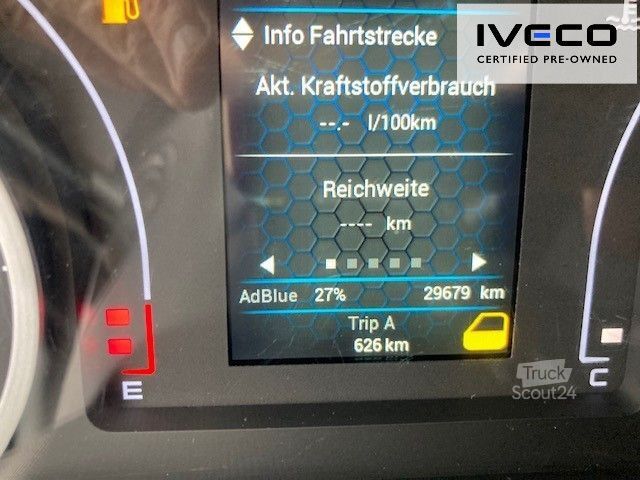 IVECO
CERTIFIED PRE-OWNED
Info Fahrtstrecke
Akt. Kraftstoffverbrauch
--.- l/100km
Reichweite
---- km
AdBlue 27% 29679 km
Trip A
626 km
E
C
Truck
Scout24